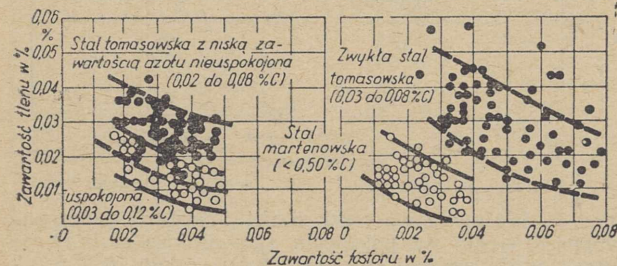 0,06
%
0,05
0,04
0,03
0,02
0,01
Zawartość tlenu w %
Stal tomasowska z niską za-
wartością azotu nieuspokojona
(0,02 do 0,08 %C)
uspokojona
(0,03 do 0,12 %C)
0 0,02 0,04 0,06 0,08
Zwykła stal
tomasowska
(0,03 do 0,08 %C)
Stal
martenowska
(< 0,50 %C)
0 0,02 0,04 0,06 0,08
Zawartość fosforu w %